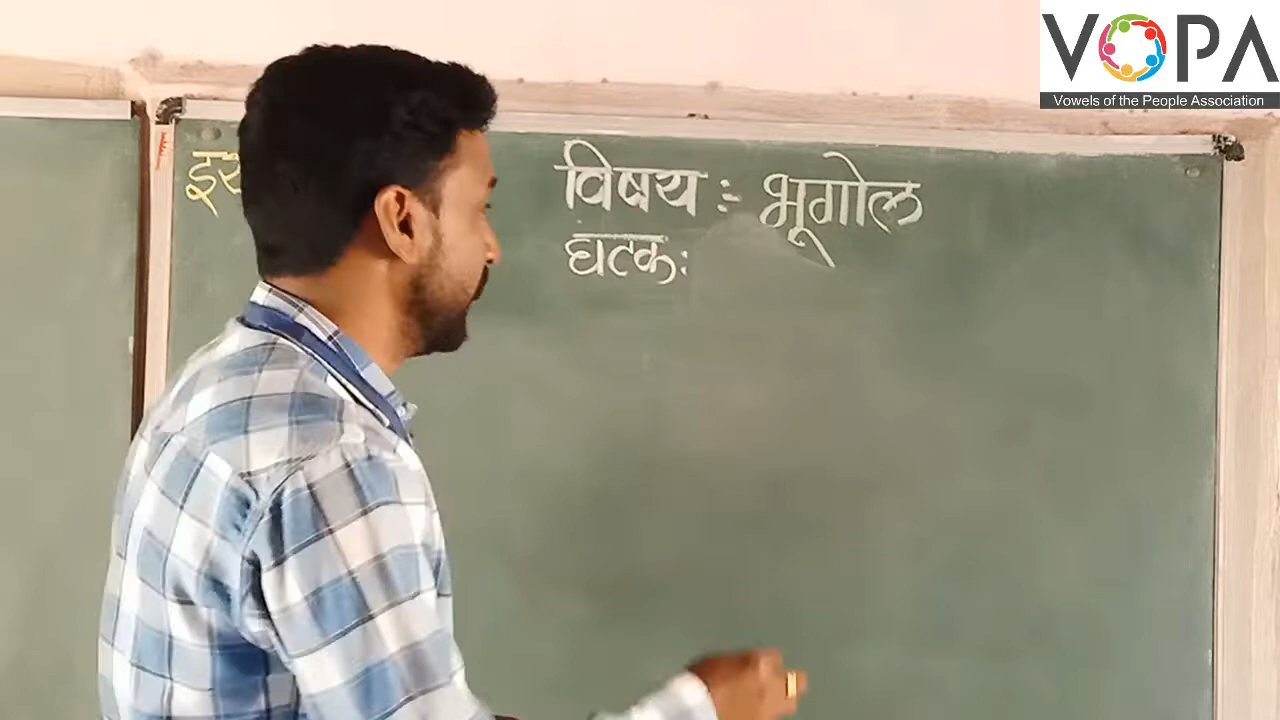 VOPA
Vowels of the People Association
विषय :- भूगोल
घटक: